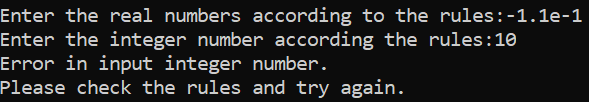 Enter the real numbers according to the rules:-1.1e-1
Enter the integer number according the rules:10
Error in input integer number.
Please check the rules and try again.